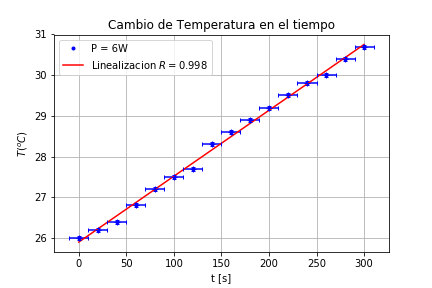 Cambio de Temperatura en el tiempo
P = 6W
Linealizacion R = 0.998
T(°C)
31
30
29
28
27
26
0 50 100 150 200 250 300
t [s]